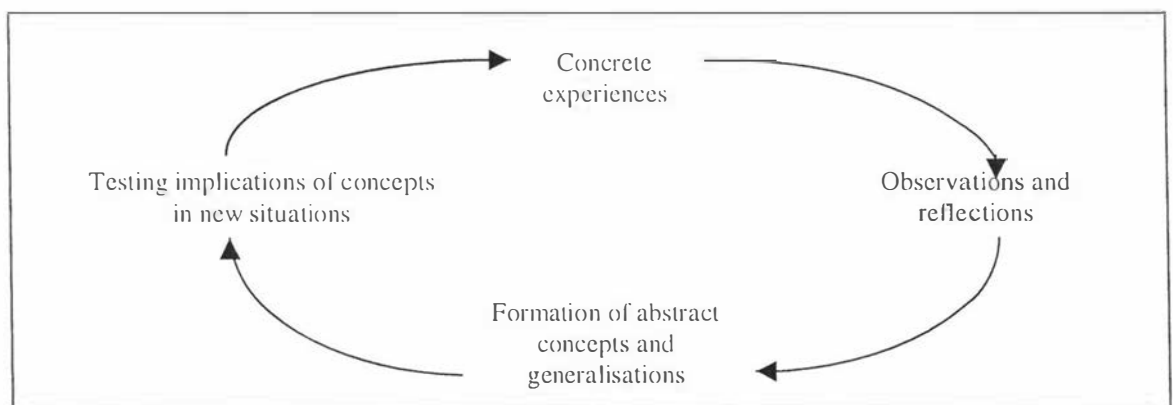 Concrete
experiences
Testing implications of concepts
in new situations
Observations and
reflections
Formation of abstract
concepts and
generalisations